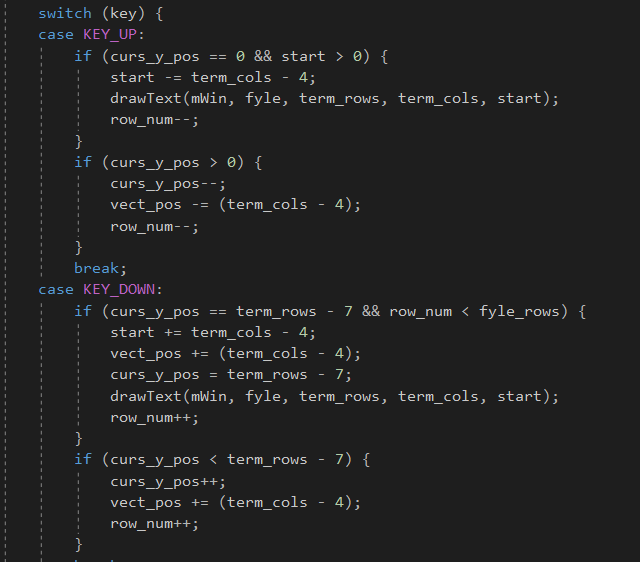 switch (key) {
case KEY_UP:
if (curs_y_pos == 0 && start > 0) {
start -= term_cols - 4;
drawText(mWin, fyle, term_rows, term_cols, start);
row_num--;
}
if (curs_y_pos > 0) {
curs_y_pos--;
vect_pos -= (term_cols - 4);
row_num--;
}
break;
case KEY_DOWN:
if (curs_y_pos == term_rows - 7 && row_num < fyle_rows) {
start += term_cols - 4;
vect_pos += (term_cols - 4);
curs_y_pos = term_rows - 7;
drawText(mWin, fyle, term_rows, term_cols, start);
row_num++;
}
if (curs_y_pos < term_rows - 7) {
curs_y_pos++;
vect_pos += (term_cols - 4);
row_num++;
}